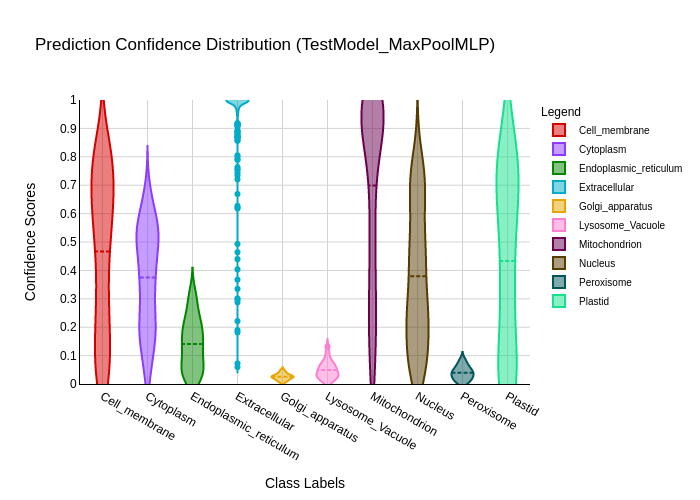 Prediction Confidence Distribution (TestModel_MaxPoolMLP)
Legend
Cell_membrane
Cytoplasm
Endoplasmic_reticulum
Extracellular
Golgi_apparatus
Lysosome_Vacuole
Mitochondrion
Nucleus
Peroxisome
Plastid
Confidence Scores
1
0.9
0.8
0.7
0.6
0.5
0.4
0.3
0.2
0.1
0
Cell_membrane
Cytoplasm
Endoplasmic_reticulum
Extracellular
Golgi_apparatus
Lysosome_Vacuole
Mitochondrion
Nucleus
Peroxisome
Plastid
Class Labels